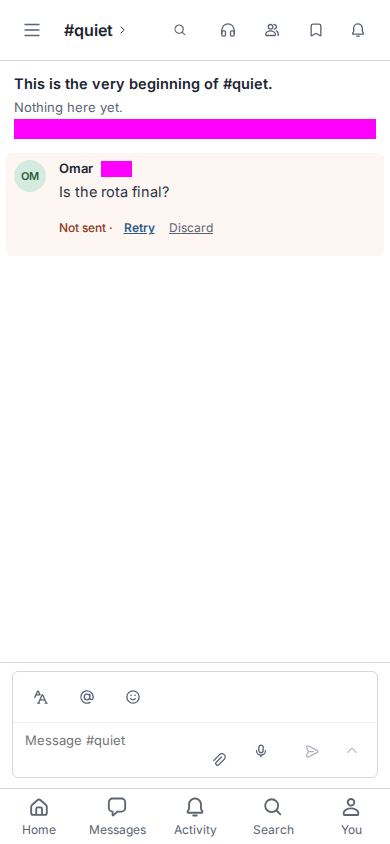 #quiet
This is the very beginning of #quiet.
Nothing here yet.
OM
Omar
Is the rota final?
Not sent · Retry Discard
Message #quiet
Home Messages Activity Search You